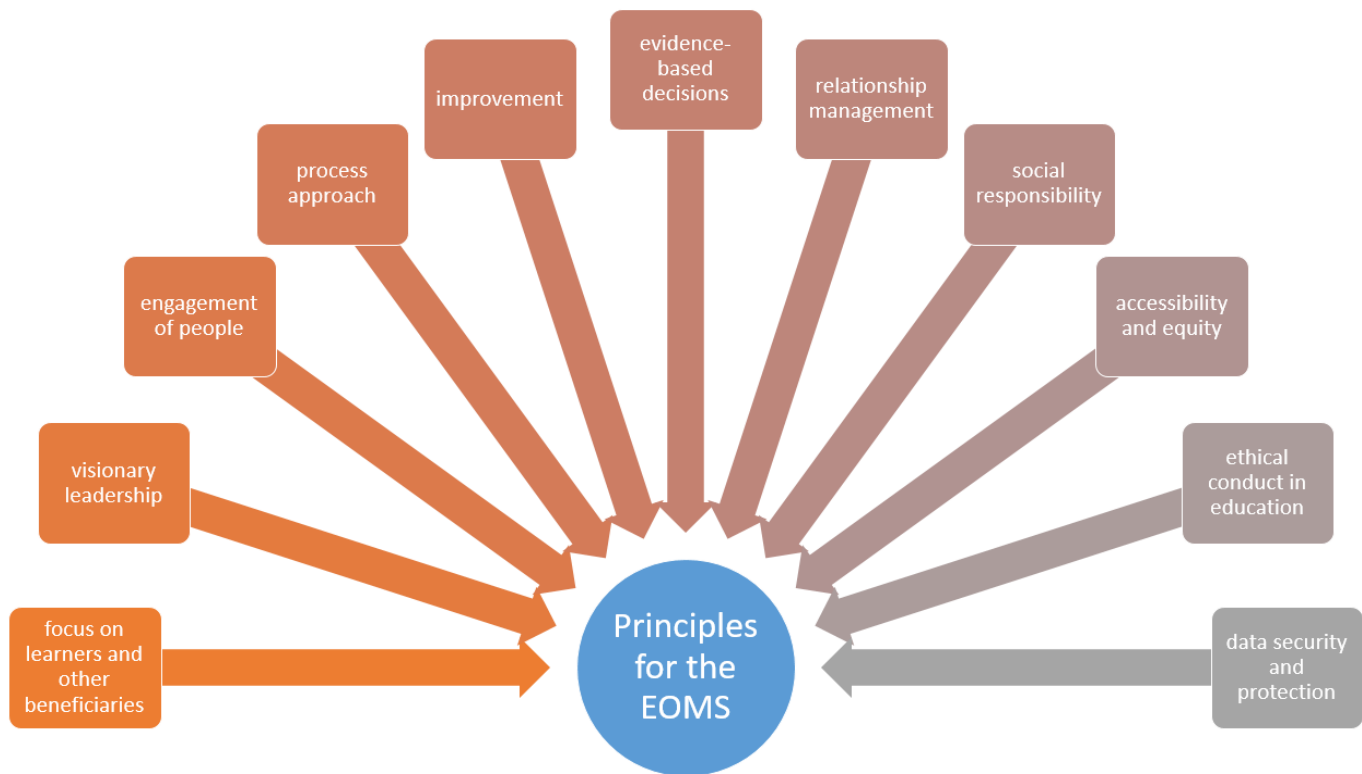 focus on
learners and
other
beneficiaries
visionary
leadership
engagement
of people
process
approach
improvement
evidence-
based
decisions
relationship
management
social
responsibility
accessibility
and equity
ethical
conduct in
education
data security
and
protection
Principles
for the
EOMS